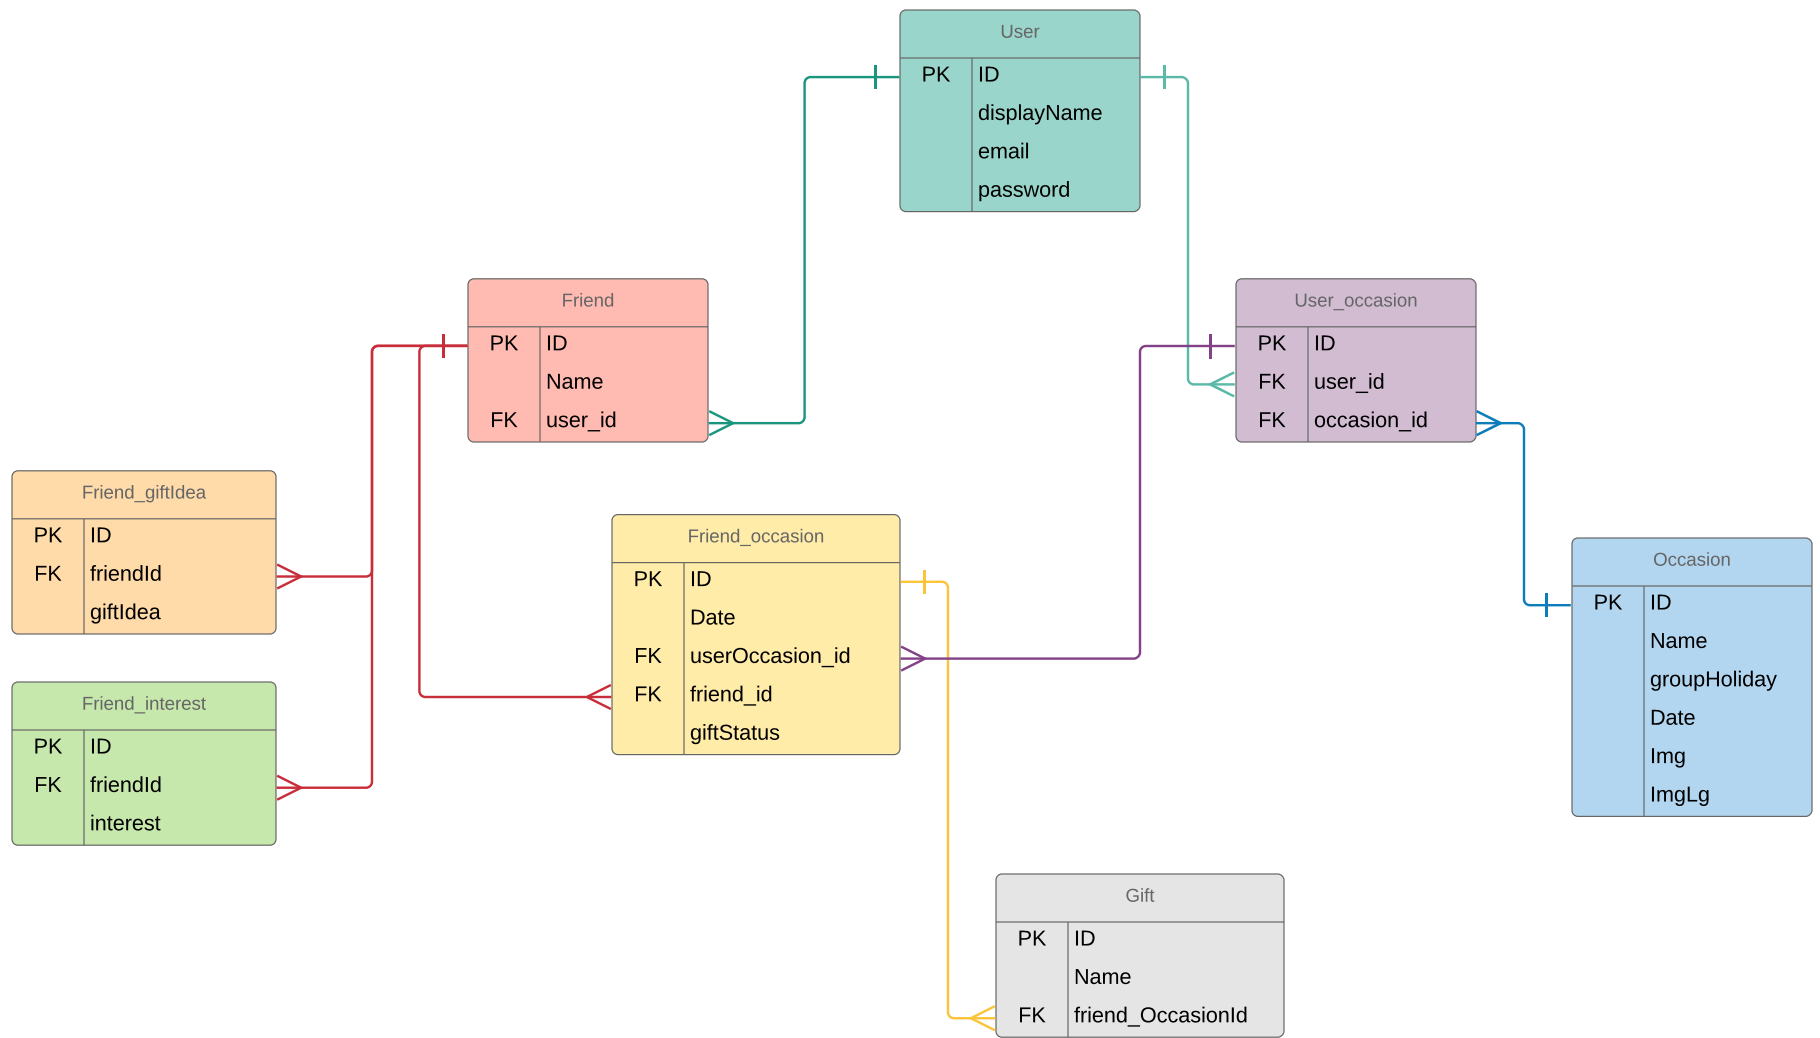 User
PK ID
displayName
email
password
Friend
PK ID
Name
FK user_id
User_occasion
PK ID
FK user_id
FK occasion_id
Friend_giftIdea
PK ID
FK friendId
giftIdea
Friend_occasion
PK ID
Date
FK userOccasion_id
FK friend_id
giftStatus
Occasion
PK ID
Name
groupHoliday
Date
Img
ImgLg
Friend_interest
PK ID
FK friendId
interest
Gift
PK ID
Name
FK friend_OccasionId